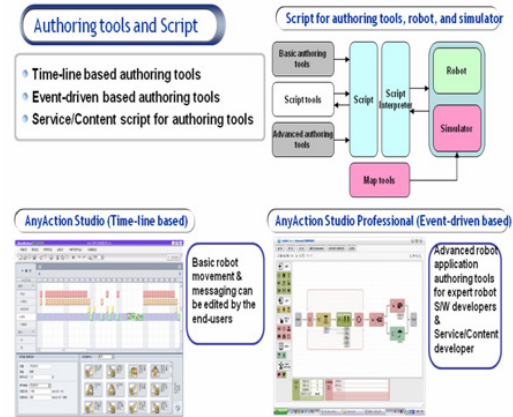 Authoring tools and Script
Time-line based authoring tools
Event-driven based authoring tools
Service/Content script for authoring tools
Script for authoring tools, robot, and simulator
Basic authoring
tools
Script tools
Advanced authoring
tools
Script
Script
Interpreter
Robot
Simulator
Map tools
AnyAction Studio (Time-line based)
Basic robot
movement &
messaging can
be edited by the
end-users
AnyAction Studio Professional (Event-driven based)
Advanced robot
application
authoring tools
for expert robot
S/W developers
&
Service/Content
developer